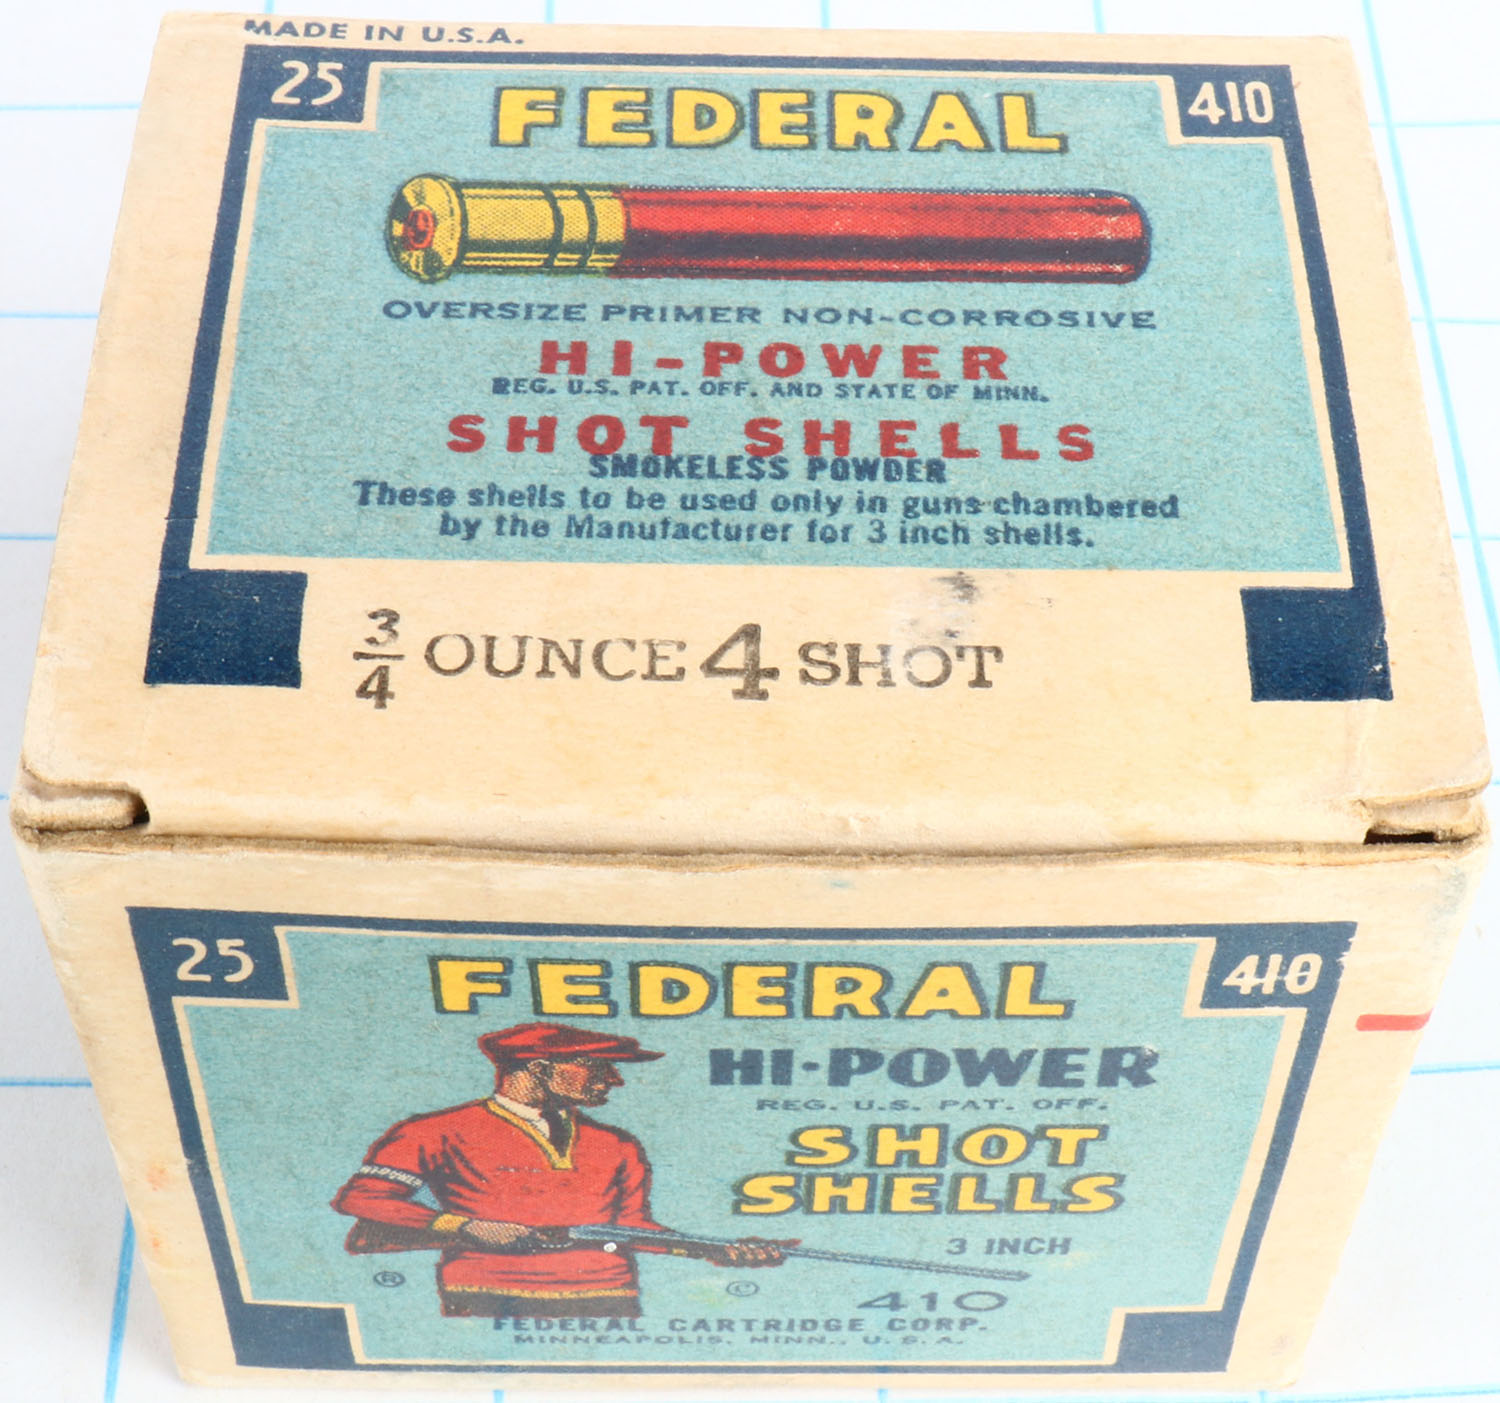 MADE IN U.S.A.
25
410
FEDERAL
OVERSIZE PRIMER NON-CORROSIVE
HI-POWER
REG. U.S. PAT. OFF. AND STATE OF MINN.
SHOT SHELLS
SMOKELESS POWDER
These shells to be used only in guns chambered
by the Manufacturer for 3 inch shells.
3/4 OUNCE 4 SHOT
25
410
FEDERAL
HI-POWER
REG. U.S. PAT. OFF.
SHOT
SHELLS
HI-POWER
3 INCH
® ©
410
FEDERAL CARTRIDGE CORP.
MINNEAPOLIS, MINN., U.S.A.